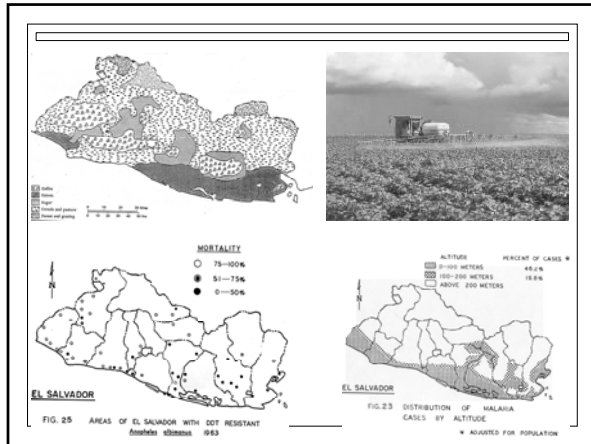 Coffee
Cotton
Sugar
Cereals and pasture
Forest and grazing
MORTALITY
75-100%
51-75%
0-50%
N
EL SALVADOR
FIG. 25 AREAS OF EL SALVADOR WITH DDT RESISTANT
Anopheles albimanus 1963
ALTITUDE PERCENT OF CASES *
0-100 METERS
100-200 METERS 19.8%
ABOVE 200 METERS
N
EL SALVADOR
FIG.23 DISTRIBUTION OF MALARIA
CASES BY ALTITUDE
* ADJUSTED FOR POPULATION